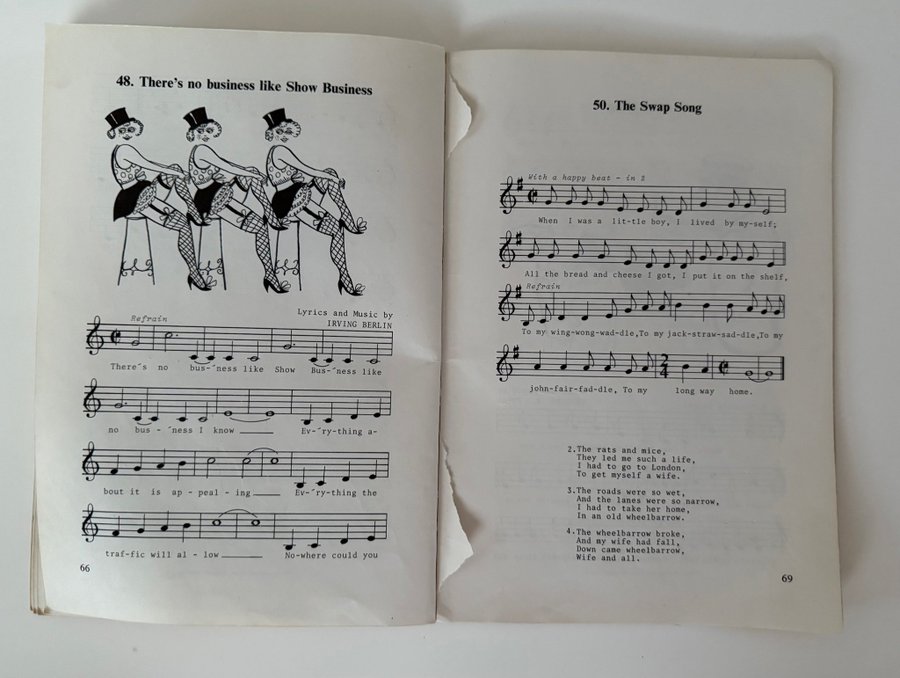 48. There's no business like Show Business
Lyrics and Music by
IRVING BERLIN
Refrain
There´s no bus-´ness like Show Bus-´ness like
no bus - ´ness I know ____ Ev-´ry-thing a-
bout it is ap - peal - ing ____ Ev-´ry-thing the
traf-fic will al - low ____ No-where could you
66
50. The Swap Song
With a happy beat - in 2
When I was a lit-tle boy, I lived by my-self;
All the bread and cheese I got, I put it on the shelf,
Refrain
To my wing-wong-wad-dle,To my jack-straw-sad-dle,To my
2
4
john-fair-fad-dle, To my long way home.
2.The rats and mice,
They led me such a life,
I had to go to London,
To get myself a wife.
3.The roads were so wet,
And the lanes were so narrow,
I had to take her home,
In an old wheelbarrow.
4.The wheelbarrow broke,
And my wife had fall,
Down came wheelbarrow,
Wife and all.
69